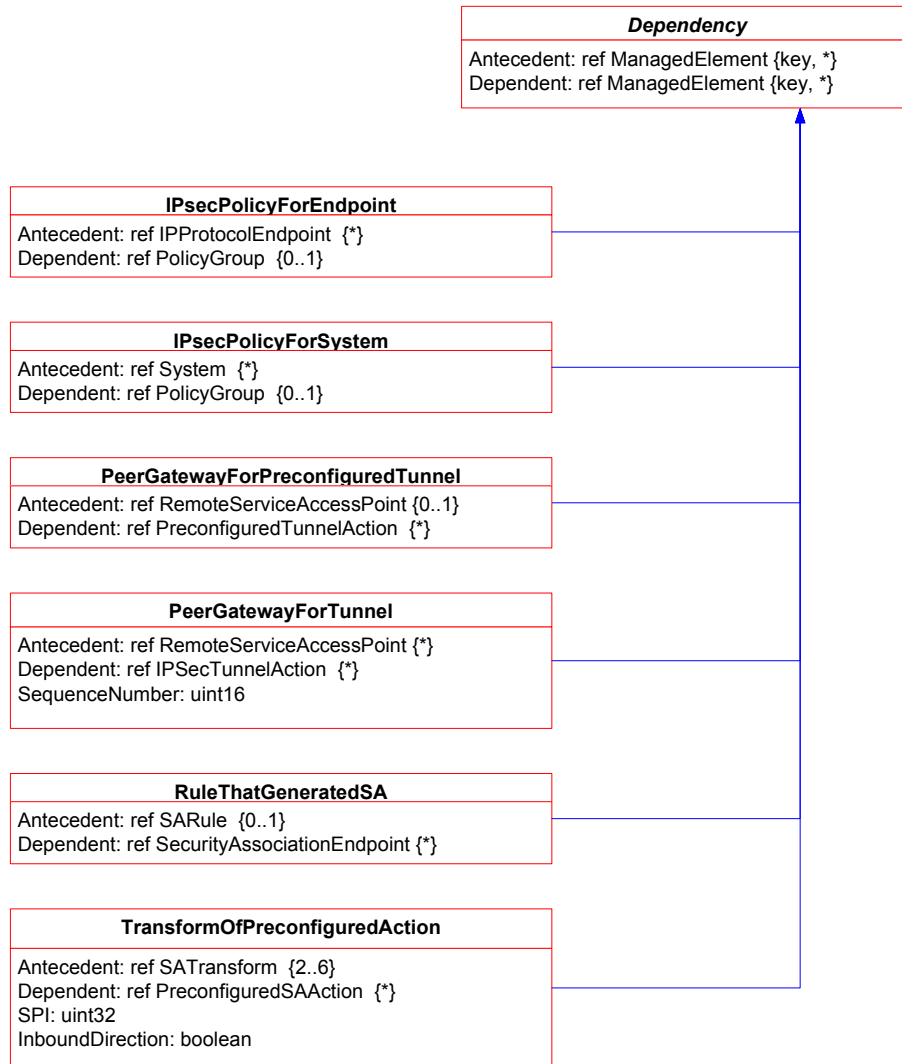 Dependency
Antecedent: ref ManagedElement {key, *}
Dependent: ref ManagedElement {key, *}
IPsecPolicyForEndpoint
Antecedent: ref IPProtocolEndpoint {*}
Dependent: ref PolicyGroup {0..1}
IPsecPolicyForSystem
Antecedent: ref System {*}
Dependent: ref PolicyGroup {0..1}
PeerGatewayForPreconfiguredTunnel
Antecedent: ref RemoteServiceAccessPoint {0..1}
Dependent: ref PreconfiguredTunnelAction {*}
PeerGatewayForTunnel
Antecedent: ref RemoteServiceAccessPoint {*}
Dependent: ref IPSecTunnelAction {*}
SequenceNumber: uint16
RuleThatGeneratedSA
Antecedent: ref SARule {0..1}
Dependent: ref SecurityAssociationEndpoint {*}
TransformOfPreconfiguredAction
Antecedent: ref SATransform {2..6}
Dependent: ref PreconfiguredSAAction {*}
SPI: uint32
InboundDirection: boolean